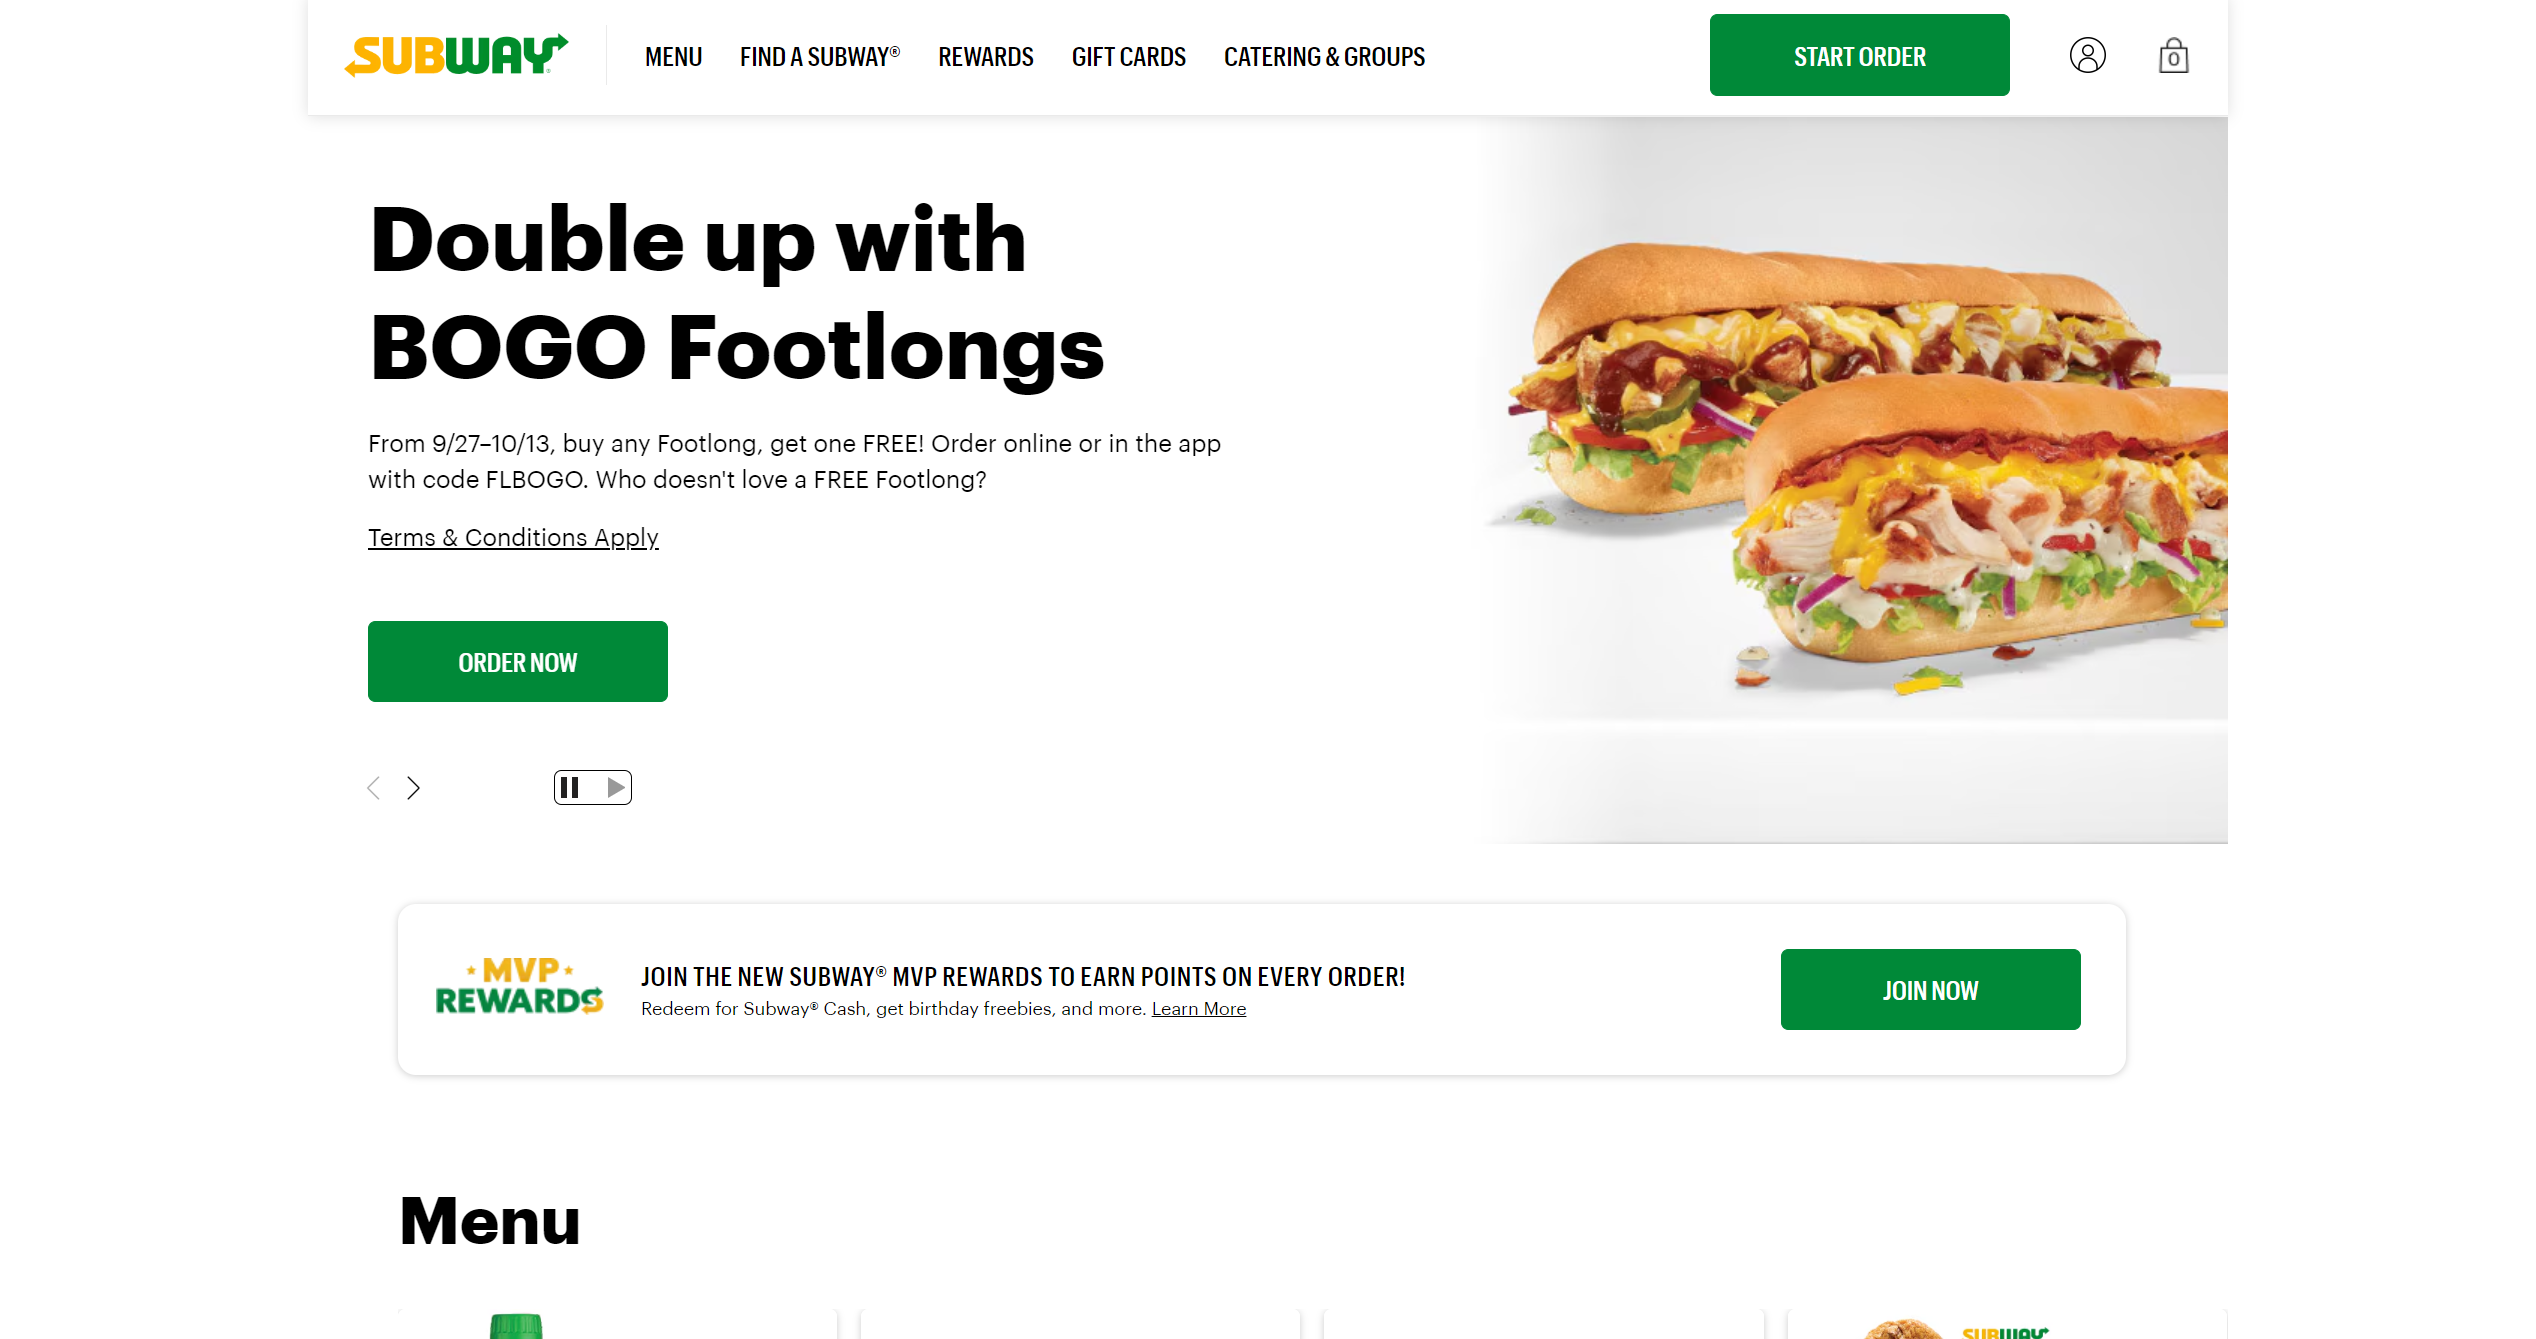 SUBWAY®
MENU
FIND A SUBWAY®
REWARDS
GIFT CARDS
CATERING & GROUPS
START ORDER
0
Double up with
BOGO Footlongs
From 9/27–10/13, buy any Footlong, get one FREE! Order online or in the app
with code FLBOGO. Who doesn't love a FREE Footlong?
Terms & Conditions Apply
ORDER NOW
MVP
REWARDS
JOIN THE NEW SUBWAY® MVP REWARDS TO EARN POINTS ON EVERY ORDER!
Redeem for Subway® Cash, get birthday freebies, and more. Learn More
JOIN NOW
Menu
SUBWAY